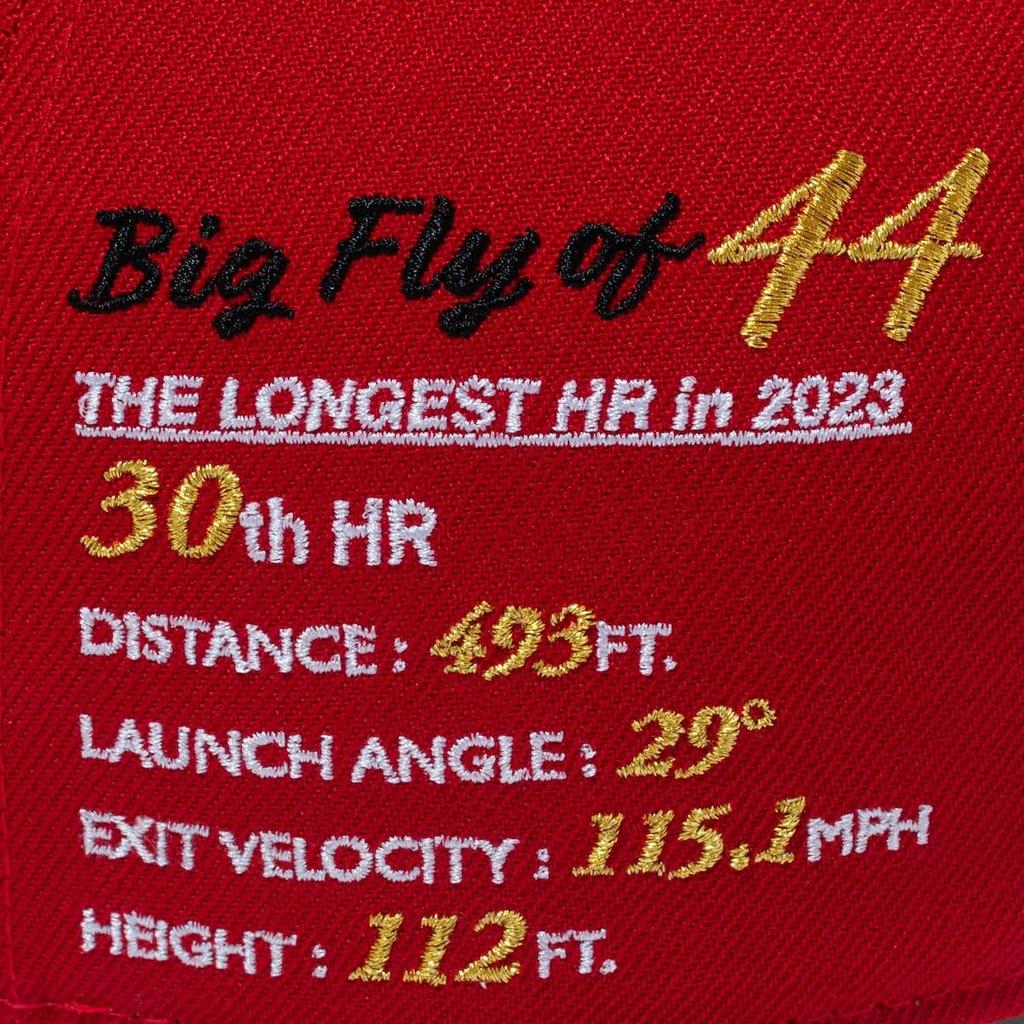 Big Fly of 44
THE LONGEST HR in 2023
30th HR
DISTANCE : 493FT.
LAUNCH ANGLE : 29°
EXIT VELOCITY : 115.1MPH
HEIGHT : 112FT.